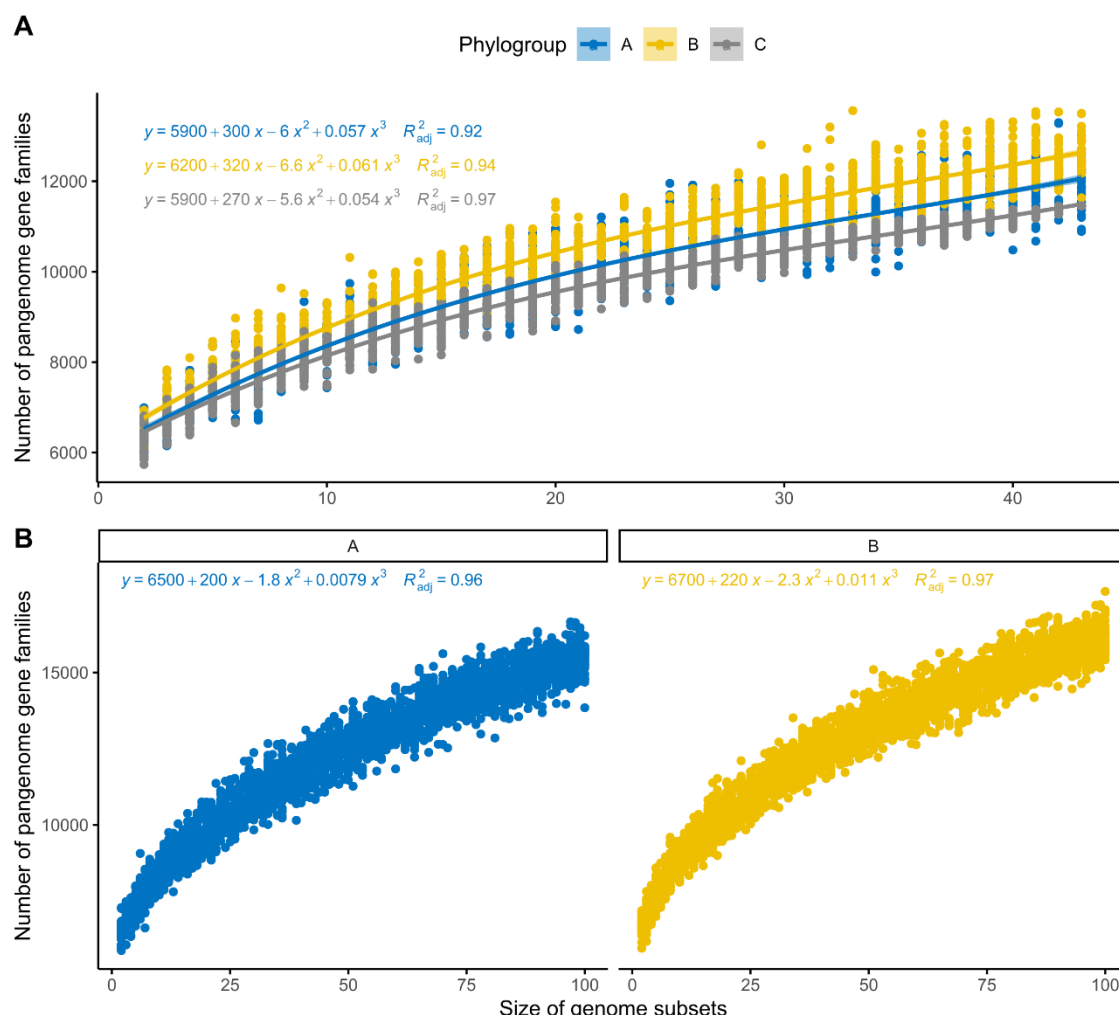 A
Phylogroup A B C
Number of pangenome gene families
y = 5900 + 300 x − 6 x² + 0.057 x³ R²adj = 0.92
y = 6200 + 320 x − 6.6 x² + 0.061 x³ R²adj = 0.94
y = 5900 + 270 x − 5.6 x² + 0.054 x³ R²adj = 0.97
12000
10000
8000
6000
0 10 20 30 40
B
A B
Number of pangenome gene families
y = 6500 + 200 x − 1.8 x² + 0.0079 x³ R²adj = 0.96
y = 6700 + 220 x − 2.3 x² + 0.011 x³ R²adj = 0.97
15000
10000
0 25 50 75 100 0 25 50 75 100
Size of genome subsets